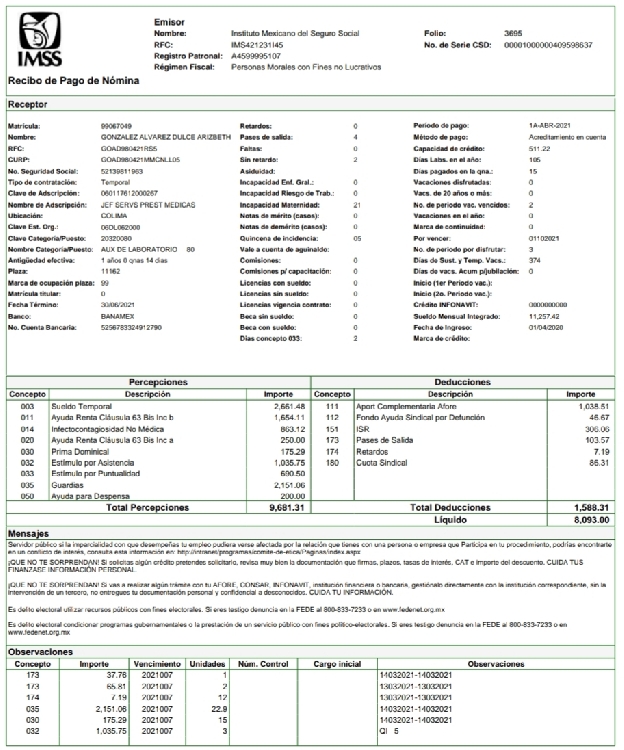 IMSS
Emisor
Nombre: Instituto Mexicano del Seguro Social Folio: 3695
RFC: IMS421231I45 No. de Serie CSD: 00001000000409598637
Registro Patronal: A4599995107
Régimen Fiscal: Personas Morales con Fines no Lucrativos
Recibo de Pago de Nómina
Receptor
Matrícula: 99067049 Retardos: 0 Periodo de pago: 1A-ABR-2021
Nombre: GONZALEZ ALVAREZ DULCE ARIZBETH Pases de salida: 4 Método de pago: Acreditamiento en cuenta
RFC: GOAD980421RS5 Faltas: 0 Capacidad de crédito: 511.22
CURP: GOAD980421MMCNLL05 Sin retardo: 2 Días Labs. en el año: 105
No. Seguridad Social: 52139811983 Asiduidad: Días pagados en la qna.: 15
Tipo de contratación: Temporal Incapacidad Enf. Gral.: 0 Vacaciones disfrutadas: 0
Clave de Adscripción: 060117612000267 Incapacidad Riesgo de Trab.: 0 Vacs. de 20 años o más: 0
Nombre de Adscripción: JEF SERVS PREST MEDICAS Incapacidad Maternidad: 21 No. de periodo vac. vencidos: 2
Ubicación: COLIMA Notas de mérito (casos): 0 Vacaciones en el año: 0
Clave Est. Org.: 06DL062000 Notas de demérito (casos): 0 Marca de continuidad: 0
Clave Categoría/Puesto: 20320080 Quincena de incidencia: 05 Por vencer: 01102021
Nombre Categoría/Puesto: AUX DE LABORATORIO 80 Vale a cuenta de aguinaldo: No. de periodo por disfrutar: 3
Antigüedad efectiva: 1 años 0 qnas 14 dias Comisiones: 0 Días de Sust. y Temp. Vacs.: 374
Plaza: 11162 Comisiones p/ capacitación: 0 Días de vacs. Acum p/jubilación: 0
Marca de ocupación plaza: 99 Licencias con sueldo: 0 Inicio (1er Periodo vac.):
Matrícula titular: 0 Licencias sin sueldo: 0 Inicio (2o. Periodo vac.):
Fecha Término: 30/06/2021 Licencias vigencia contrato: 0 Crédito INFONAVIT: 0000000000
Banco: BANAMEX Beca sin sueldo: 0 Sueldo Mensual Integrado: 11,257.42
No. Cuenta Bancaria: 5256783324912790 Beca con sueldo: 0 Fecha de Ingreso: 01/04/2020
Días concepto 033: 2 Marca de crédito:
Percepciones Deducciones
Concepto Descripción Importe Concepto Descripción Importe
003 Sueldo Temporal 2,661.48 111 Aport Complementaria Afore 1,038.51
011 Ayuda Renta Cláusula 63 Bis Inc b 1,654.11 112 Fondo Ayuda Sindical por Defunción 46.67
014 Infectocontagiosidad No Médica 863.12 151 ISR 306.06
020 Ayuda Renta Cláusula 63 Bis Inc a 250.00 173 Pases de Salida 103.57
030 Prima Dominical 175.29 174 Retardos 7.19
032 Estímulo por Asistencia 1,035.75 180 Cuota Sindical 86.31
033 Estímulo por Puntualidad 690.50
035 Guardias 2,151.06
050 Ayuda para Despensa 200.00
Total Percepciones 9,681.31 Total Deducciones 1,588.31
Líquido 8,093.00
Mensajes
Servidor público si la imparcialidad con que desempeñas tu empleo pudiera verse afectada por la relación que tienes con una persona o empresa que Participa en tu procedimiento, podrías encontrarte
en un conflicto de interés, consulta esta información en: http://intranet/programas/comite-de-etica/Paginas/index.aspx
¡QUE NO TE SORPRENDAN! Si solicitas algún crédito pretendes solicitarlo, revisa muy bien la documentación que firmas, plazos, tasas de interés, CAT e importe del descuento. CUIDA TUS
FINANZASE INFORMACIÓN PERSONAL.
¡QUE NO TE SORPRENDAN! Si vas a realizar algún trámite con tu AFORE, CONSAR, INFONAVIT, institución financiera o bancaria, gestiónalo directamente con la institución correspondiente, sin la
intervención de un tercero, no entregues tu documentación personal y confidencial a desconocidos. CUIDA TU INFORMACIÓN.
Es delito electoral utilizar recursos públicos con fines electorales. Si eres testigo denuncia en la FEDE al 800-833-7233 o en www.fedenet.org.mx
Es delito electoral condicionar programas gubernamentales o la prestación de un servicio público con fines político-electorales. Si eres testigo denuncia en la FEDE al 800-833-7233 o en
www.fedenet.org.mx
Observaciones
Concepto Importe Vencimiento Unidades Núm. Control Cargo inicial Observaciones
173 37.76 2021007 1 14032021-14032021
173 65.81 2021007 2 13032021-13032021
174 7.19 2021007 12 13032021-13032021
035 2,151.06 2021007 22.9 14032021-14032021
030 175.29 2021007 15 14032021-14032021
032 1,035.75 2021007 3 QI 5